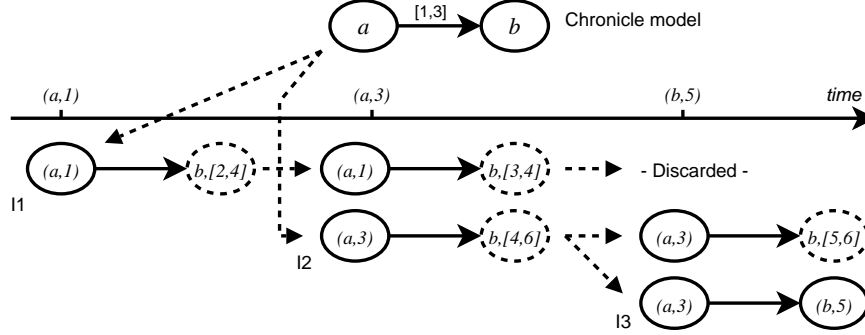 [1,3]
a b Chronicle model
(a,1) (a,3) (b,5) time
(a,1) b,[2,4] (a,1) b,[3,4] - Discarded -
I1
(a,3) b,[4,6] (a,3) b,[5,6]
I2
(a,3) (b,5)
I3